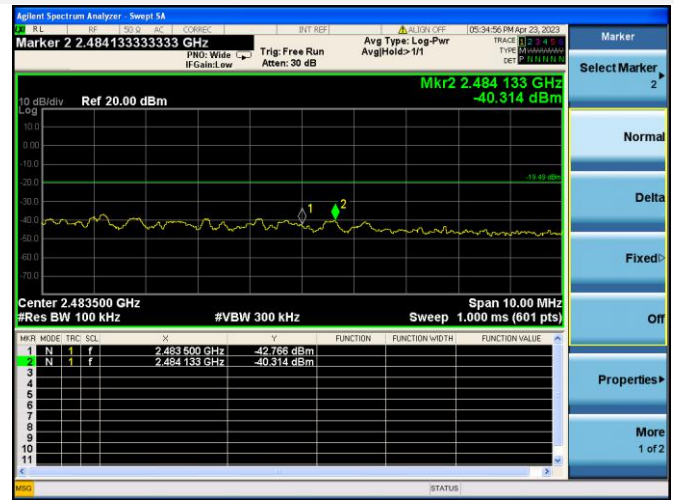 Agilent Spectrum Analyzer - Swept SA
RL RF 50 Ω AC CORREC INT REF ALIGN OFF 05:34:56 PM Apr 23, 2023
Marker 2 2.484133333333 GHz
PNO: Wide Trig: Free Run
IFGain:Low Atten: 30 dB
Avg Type: Log-Pwr
Avg|Hold>1/1
TRACE 1 2 3 4 5 6
TYPE
DET P N N N N N
Mkr2 2.484 133 GHz
-40.314 dBm
10 dB/div Ref 20.00 dBm
Log
10.0
0.00
-10.0
-20.0
-30.0
-40.0
-50.0
-60.0
-70.0
-19.49 dBm
1
2
Center 2.483500 GHz Span 10.00 MHz
#Res BW 100 kHz #VBW 300 kHz Sweep 1.000 ms (601 pts)
MKR MODE TRC SCL X Y FUNCTION FUNCTION WIDTH FUNCTION VALUE
1 N 1 f 2.483 500 GHz -42.766 dBm
2 N 1 f 2.484 133 GHz -40.314 dBm
3
4
5
6
7
8
9
10
11
MSG STATUS
Marker
Select Marker
2
Normal
Delta
Fixed
Off
Properties
More
1 of 2